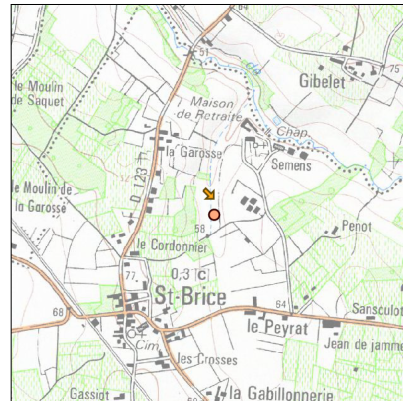 64
51
le Moulin
de Saquet
Gibelet
75
Maison
de Retraite
Chap.
la Garosse
Semens
le Moulin de
la Garosse
D 123
58
Penot
le Cordonnier
77
0,3 C
St-Brice
64
Sansculot
68
le Peyrat
Cim.
Jean de jamme
les Crosses
Gassiot
la Gabillonnerie